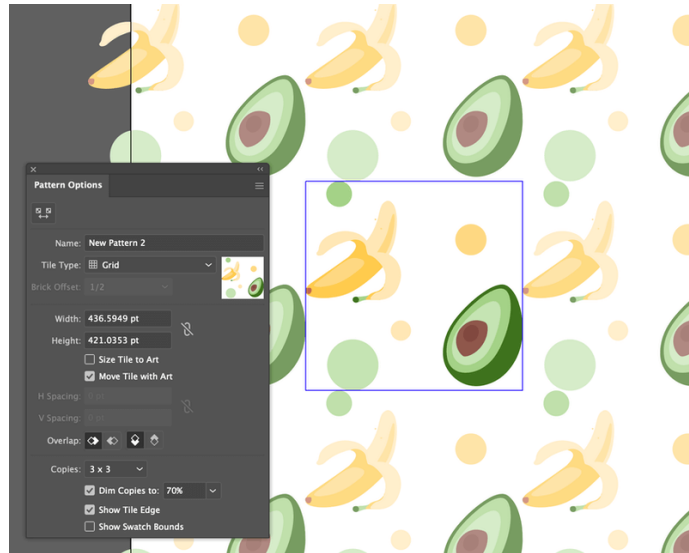 Pattern Options
Name: New Pattern 2
Tile Type: Grid
Brick Offset: 1/2
Width: 436.5949 pt
Height: 421.0353 pt
Size Tile to Art
Move Tile with Art
H Spacing: 0 pt
V Spacing: 0 pt
Overlap:
Copies: 3 x 3
Dim Copies to: 70%
Show Tile Edge
Show Swatch Bounds